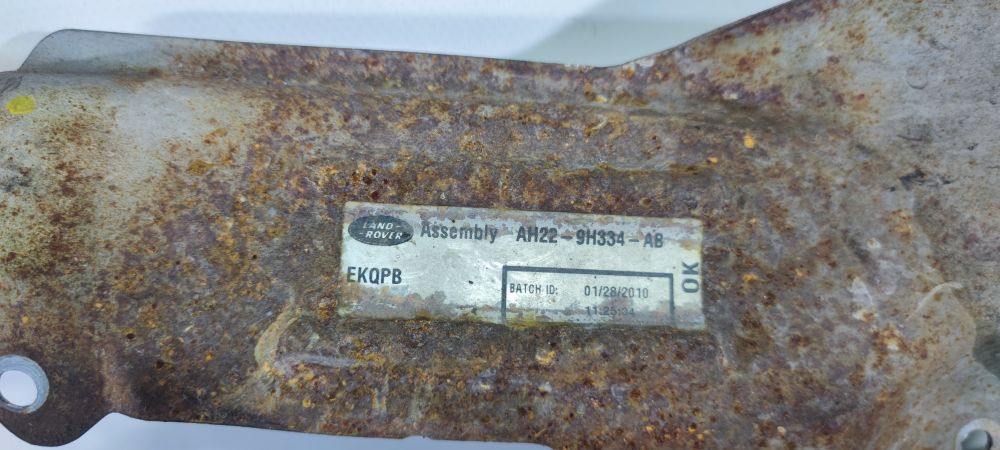 LAND-
-ROVER
Assembly AH22-9H334-AB
EKQPB
BATCH ID: 01/28/2010
11:25:34
OK